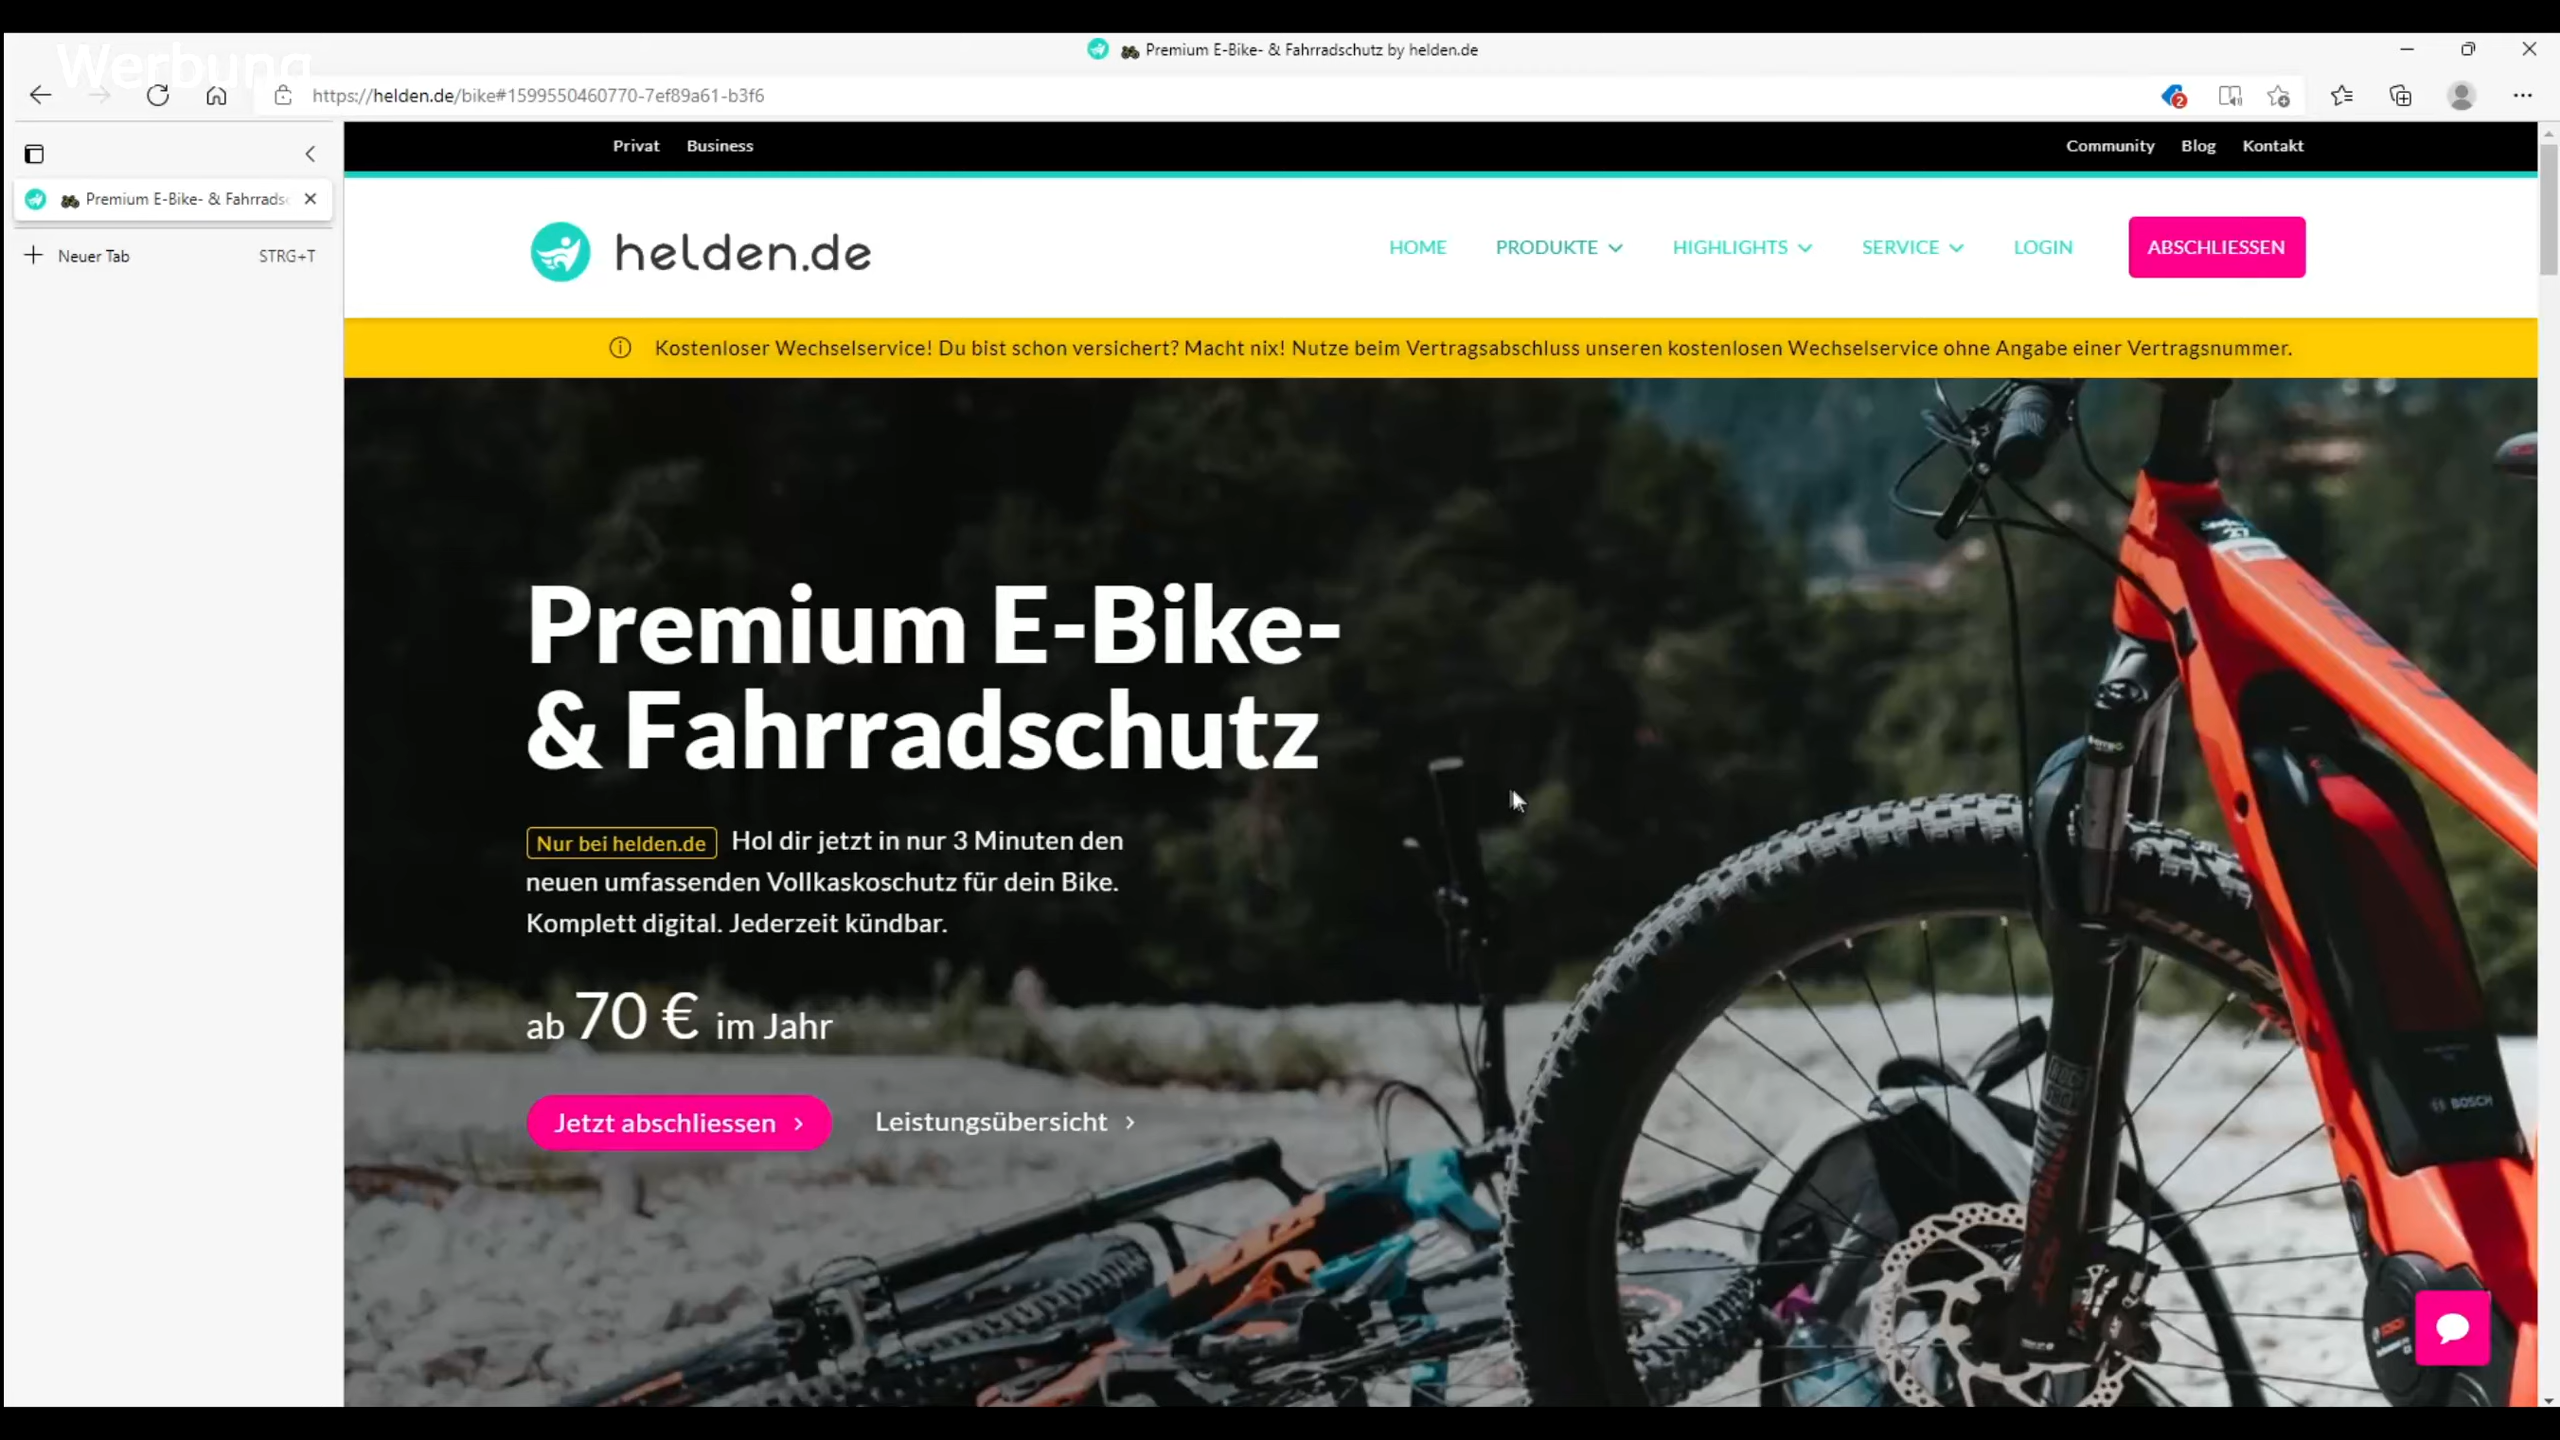 Werbung
Premium E-Bike- & Fahrradschutz by helden.de
https://helden.de/bike#1599550460770-7ef89a61-b3f6
2
Premium E-Bike- & Fahrrads
Neuer Tab STRG+T
Privat Business Community Blog Kontakt
helden.de HOME PRODUKTE HIGHLIGHTS SERVICE LOGIN ABSCHLIESSEN
Kostenloser Wechselservice! Du bist schon versichert? Macht nix! Nutze beim Vertragsabschluss unseren kostenlosen Wechselservice ohne Angabe einer Vertragsnummer.
Premium E-Bike-
& Fahrradschutz
Nur bei helden.de Hol dir jetzt in nur 3 Minuten den
neuen umfassenden Vollkaskoschutz für dein Bike.
Komplett digital. Jederzeit kündbar.
ab 70 € im Jahr
Jetzt abschliessen Leistungsübersicht
BOSCH